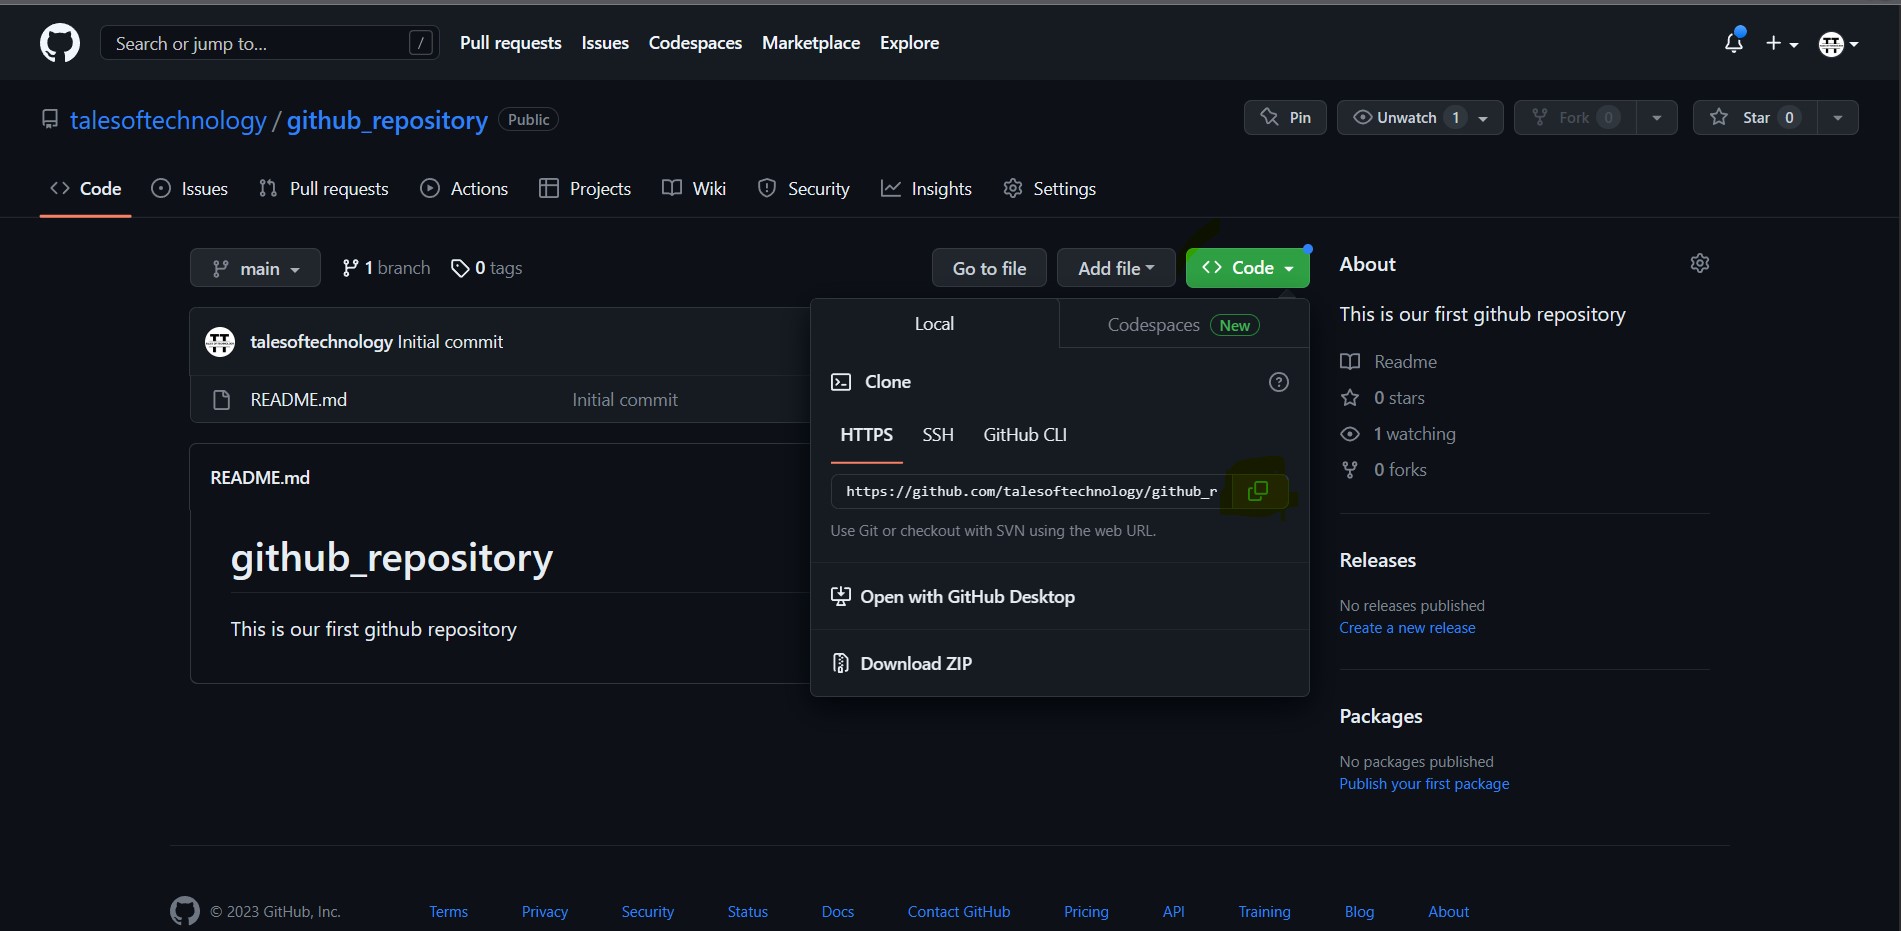 Search or jump to... /
Pull requests Issues Codespaces Marketplace Explore
talesoftechnology / github_repository Public
Pin Unwatch 1 Fork 0 Star 0
Code Issues Pull requests Actions Projects Wiki Security Insights Settings
main 1 branch 0 tags Go to file Add file Code
talesoftechnology Initial commit
README.md Initial commit
README.md
github_repository
This is our first github repository
Local Codespaces New
Clone
HTTPS SSH GitHub CLI
https://github.com/talesoftechnology/github_r
Use Git or checkout with SVN using the web URL.
Open with GitHub Desktop
Download ZIP
About
This is our first github repository
Readme
0 stars
1 watching
0 forks
Releases
No releases published
Create a new release
Packages
No packages published
Publish your first package
© 2023 GitHub, Inc. Terms Privacy Security Status Docs Contact GitHub Pricing API Training Blog About